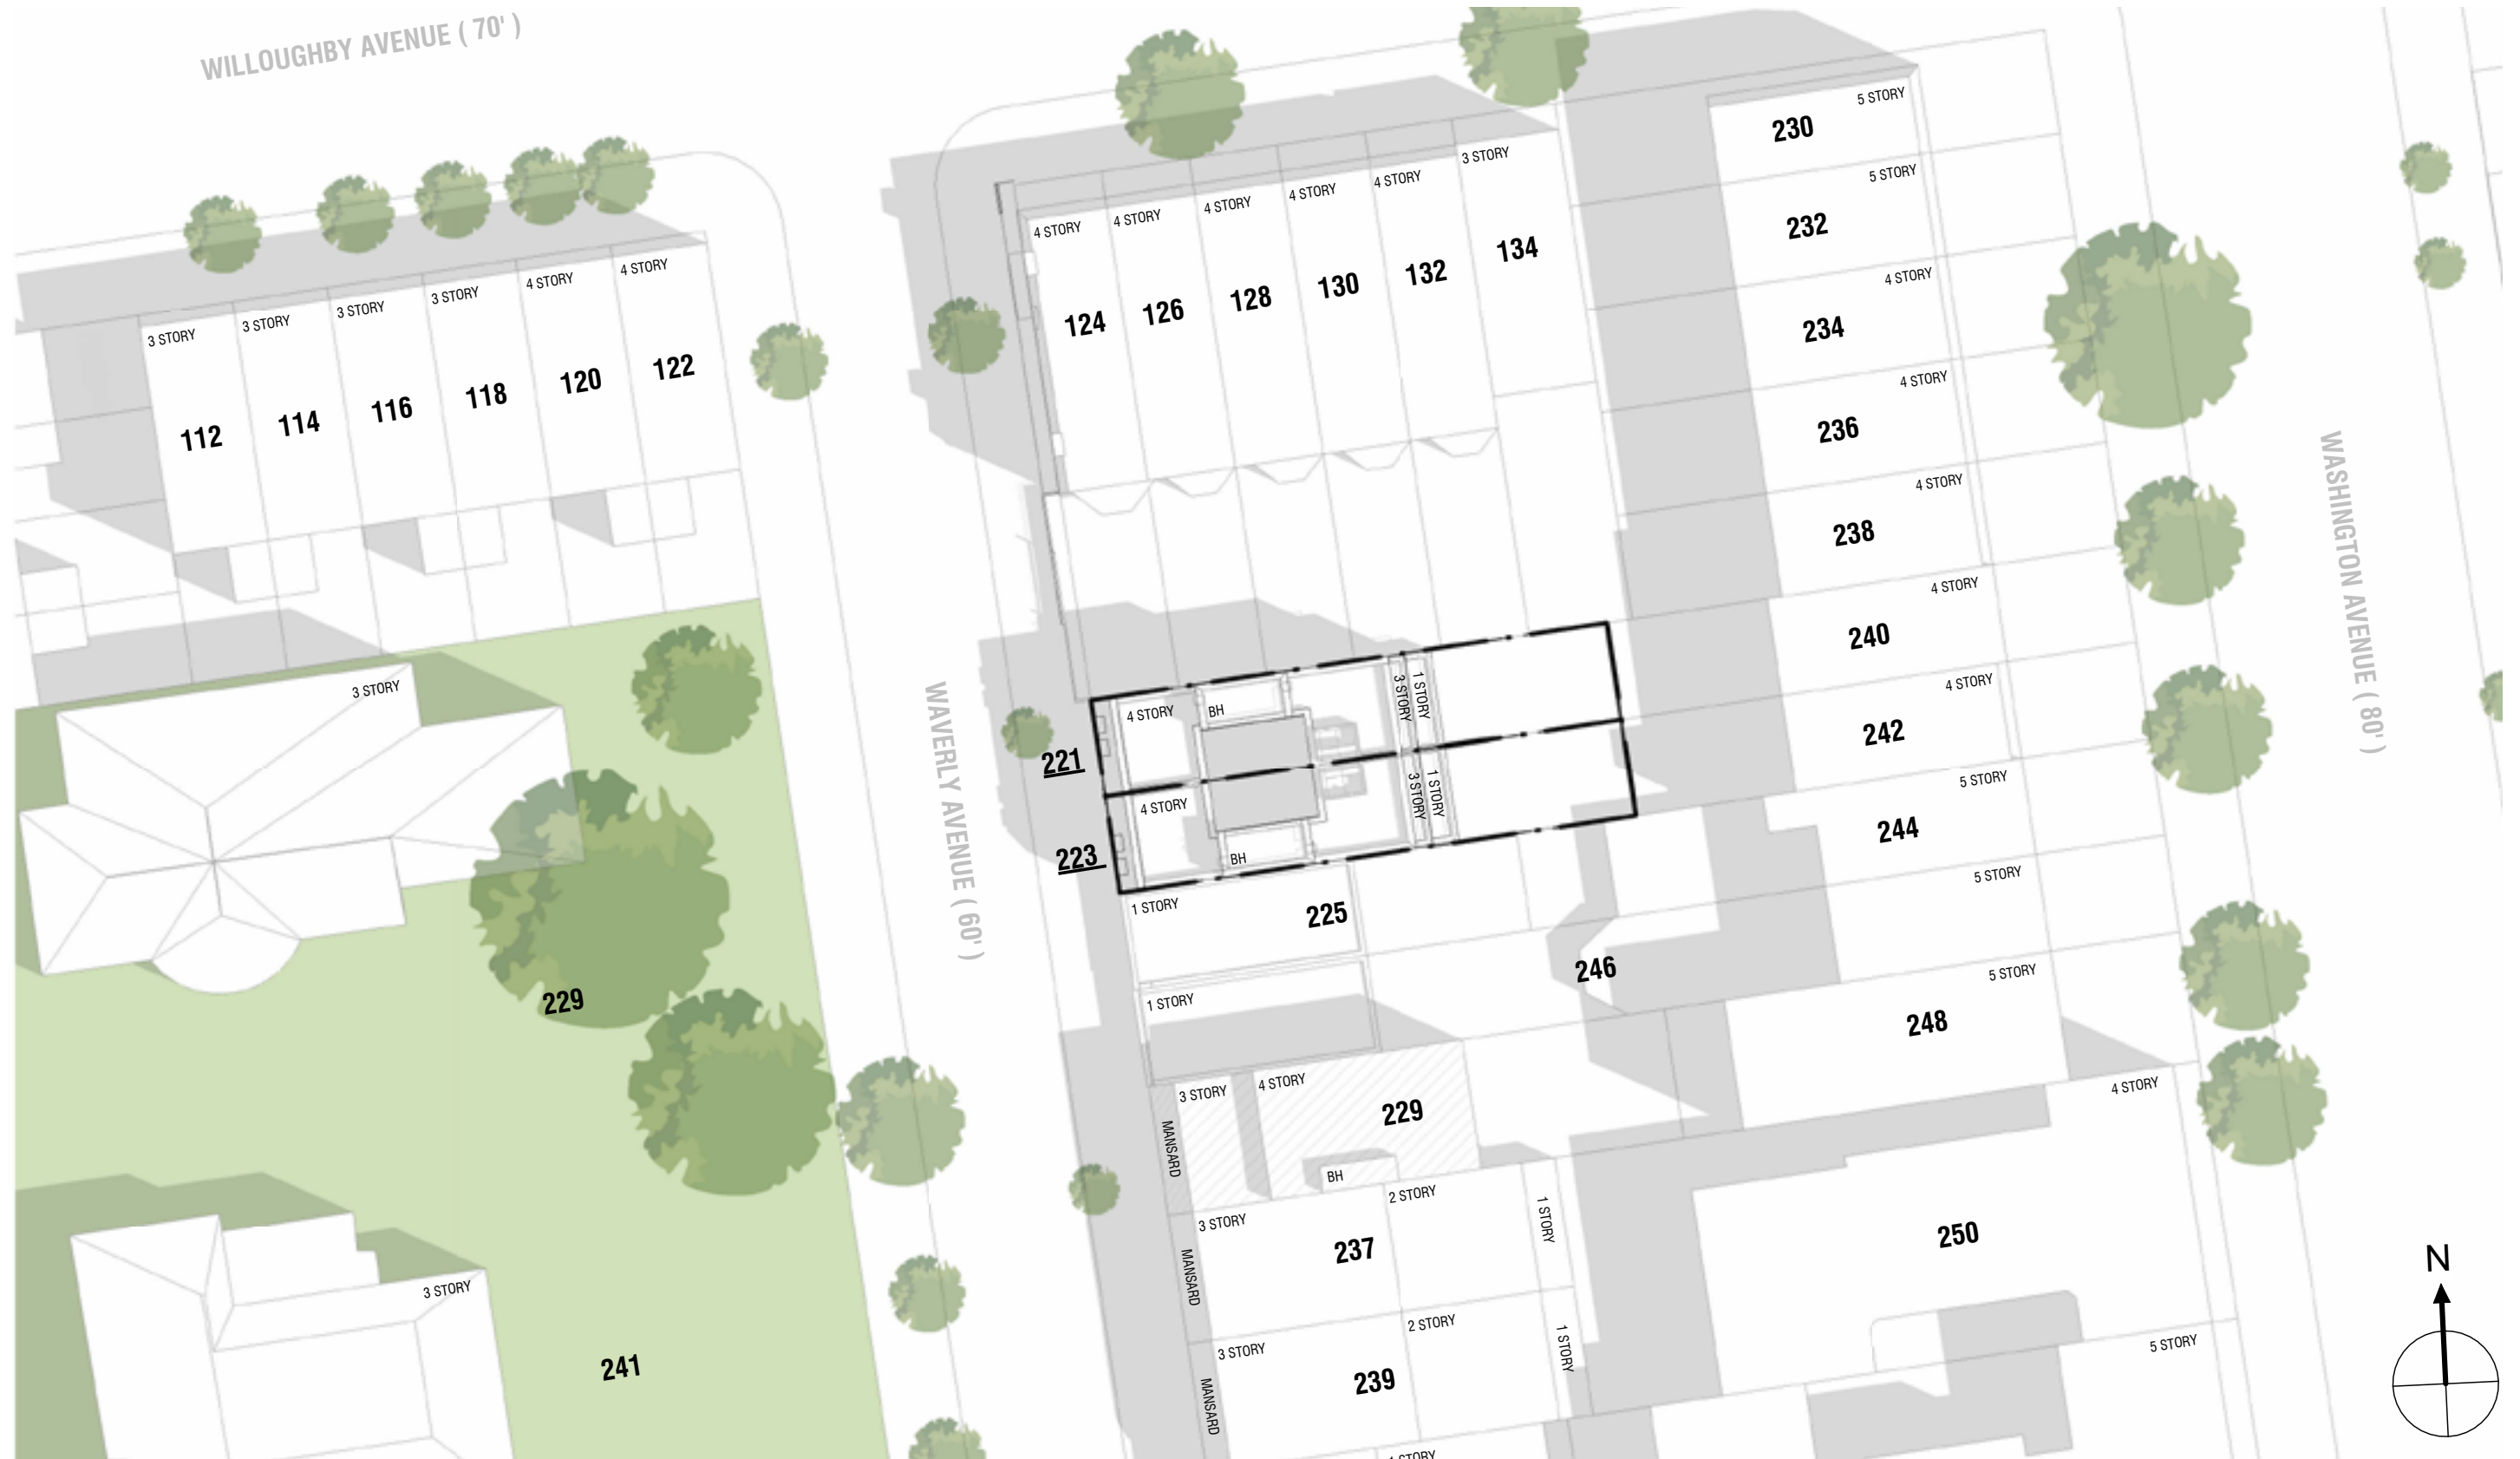 WILLOUGHBY AVENUE ( 70' )
3 STORY
112
3 STORY
114
3 STORY
116
3 STORY
118
4 STORY
120
4 STORY
122
4 STORY
124
4 STORY
126
4 STORY
128
4 STORY
130
4 STORY
132
3 STORY
134
5 STORY
230
5 STORY
232
4 STORY
234
4 STORY
236
4 STORY
238
4 STORY
240
4 STORY
242
5 STORY
244
5 STORY
246
5 STORY
248
4 STORY
250
5 STORY
WASHINGTON AVENUE ( 80' )
WAVERLY AVENUE ( 60' )
221
4 STORY
BH
3 STORY
1 STORY
223
4 STORY
BH
3 STORY
1 STORY
1 STORY
225
1 STORY
3 STORY
4 STORY
229
BH
MANSARD
3 STORY
2 STORY
1 STORY
237
MANSARD
3 STORY
2 STORY
1 STORY
239
MANSARD
1 STORY
3 STORY
229
3 STORY
241
N